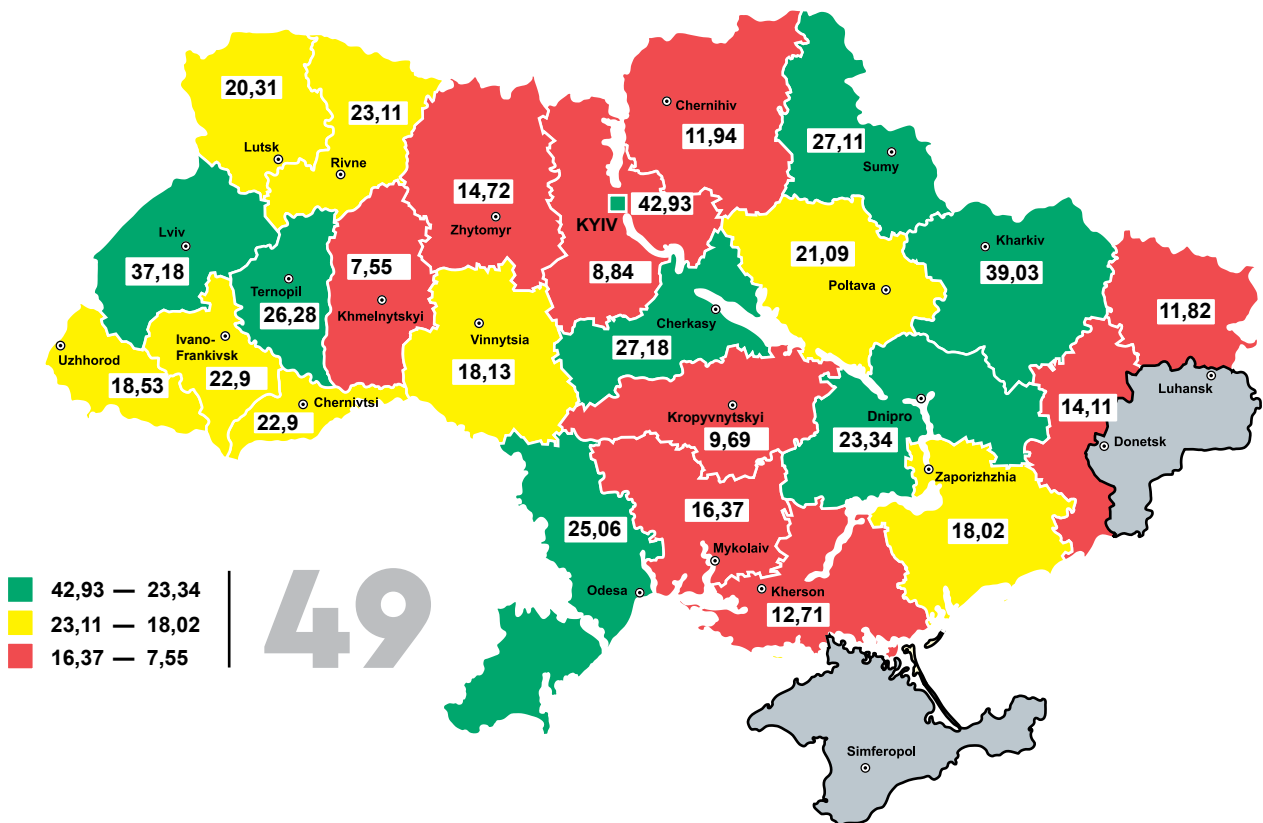 20,31
23,11
Lutsk
Rivne
Chernihiv
11,94
27,11
Sumy
14,72
Zhytomyr
42,93
KYIV
8,84
Lviv
37,18
7,55
Khmelnytskyi
Ternopil
26,28
21,09
Poltava
Kharkiv
39,03
11,82
Luhansk
Uzhhorod
18,53
Ivano-
Frankivsk
22,9
Chernivtsi
22,9
Vinnytsia
18,13
Cherkasy
27,18
Kropyvnytskyi
9,69
Dnipro
23,34
14,11
Donetsk
Zaporizhzhia
18,02
25,06
Odesa
16,37
Mykolaiv
Kherson
12,71
Simferopol
42,93 — 23,34
23,11 — 18,02
16,37 — 7,55
49